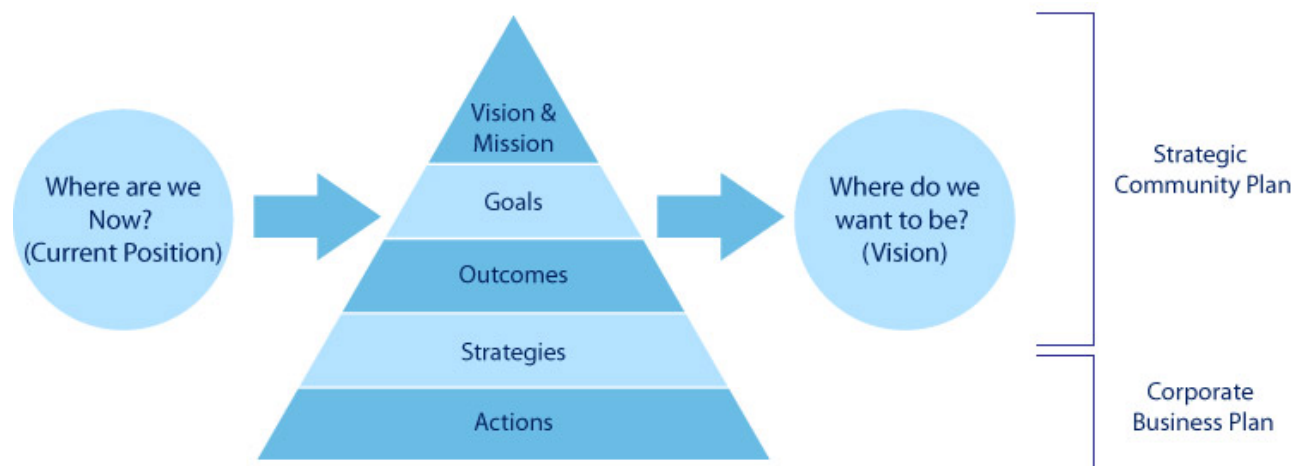 Where are we
Now?
(Current Position)
Vision &
Mission
Goals
Outcomes
Strategies
Actions
Where do we
want to be?
(Vision)
Strategic
Community Plan
Corporate
Business Plan